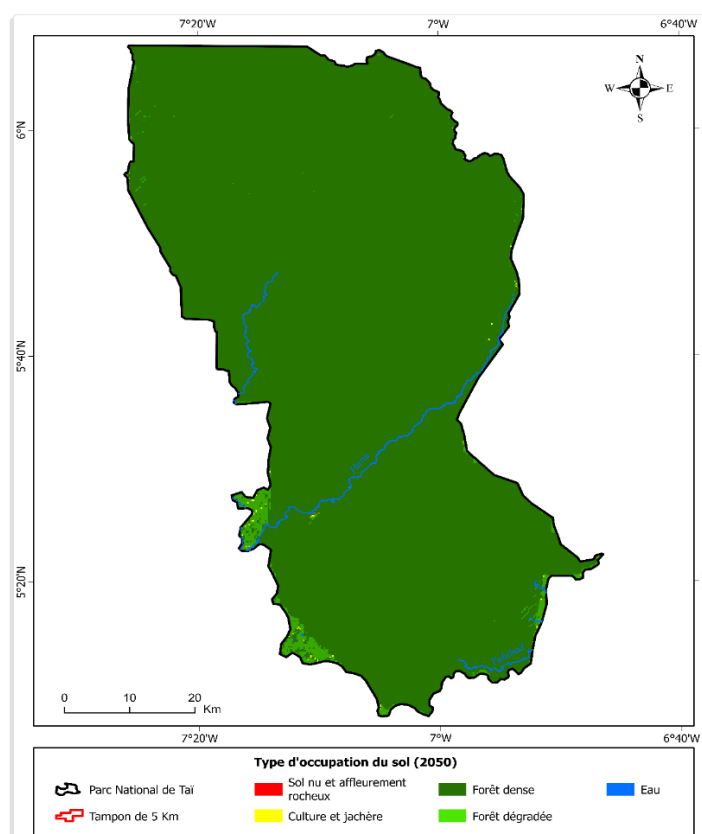 7°20'W 7°W 6°40'W
N
W E
S
6°N
5°40'N
Hana
5°20'N
0 10 20
Km
7°20'W 7°W 6°40'W
Type d'occupation du sol (2050)
Parc National de Taï
Sol nu et affleurement
rocheux
Forêt dense
Eau
Tampon de 5 Km
Culture et jachère
Forêt dégradée